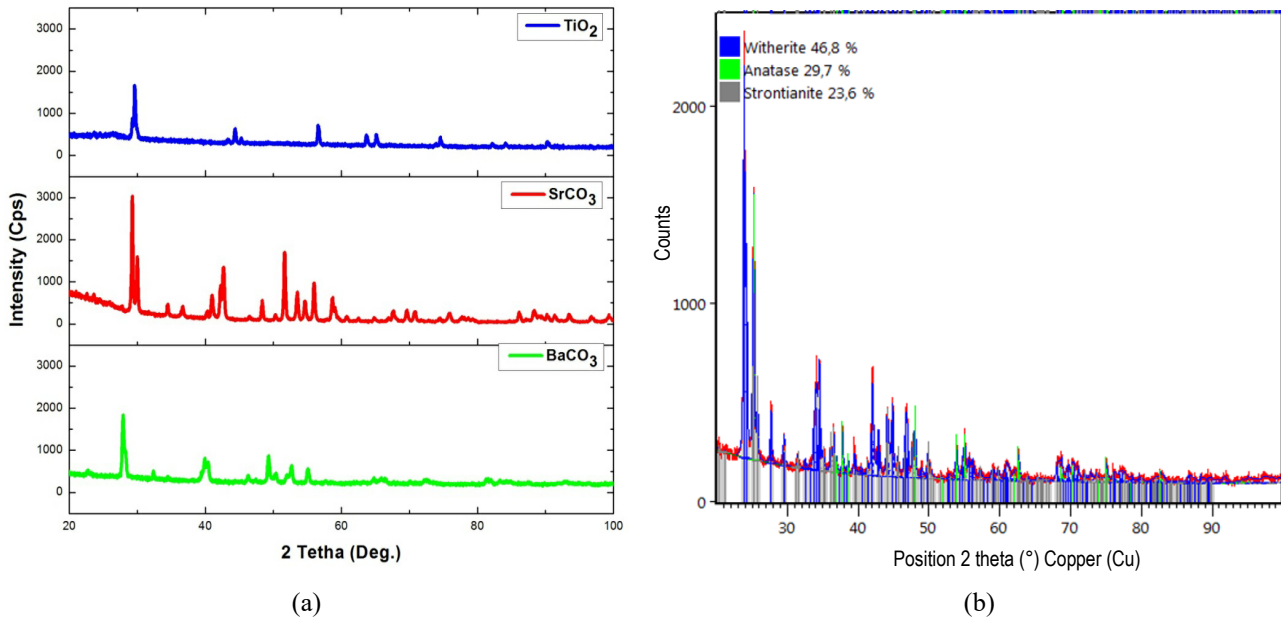 3000
2000
1000
0
TiO2
3000
2000
1000
0
SrCO3
3000
2000
1000
0
BaCO3
20 40 60 80 100
Intensity (Cps)
2 Tetha (Deg.)
(a)
Witherite 46,8 %
Anatase 29,7 %
Strontianite 23,6 %
2000
1000
0
Counts
30 40 50 60 70 80 90
Position 2 theta (°) Copper (Cu)
(b)